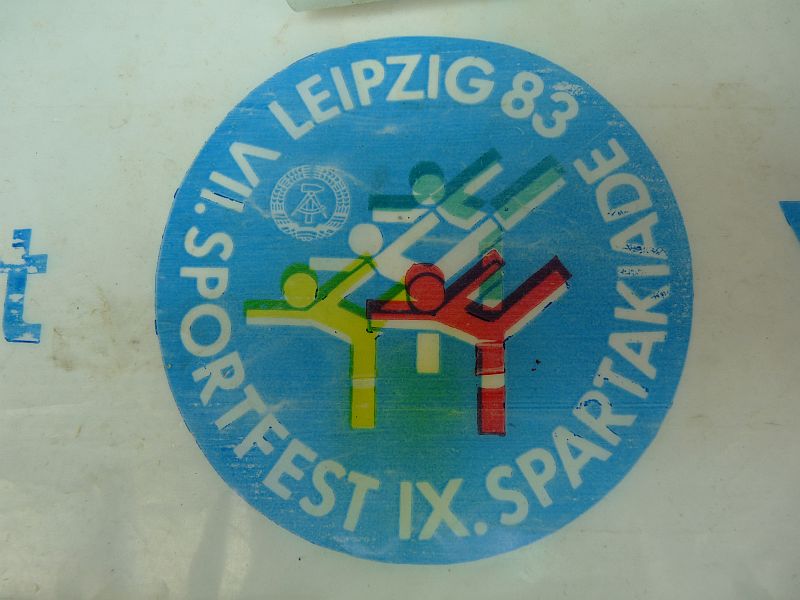 VII. SPORTFEST IX. SPARTAKIADE
LEIPZIG 83
t